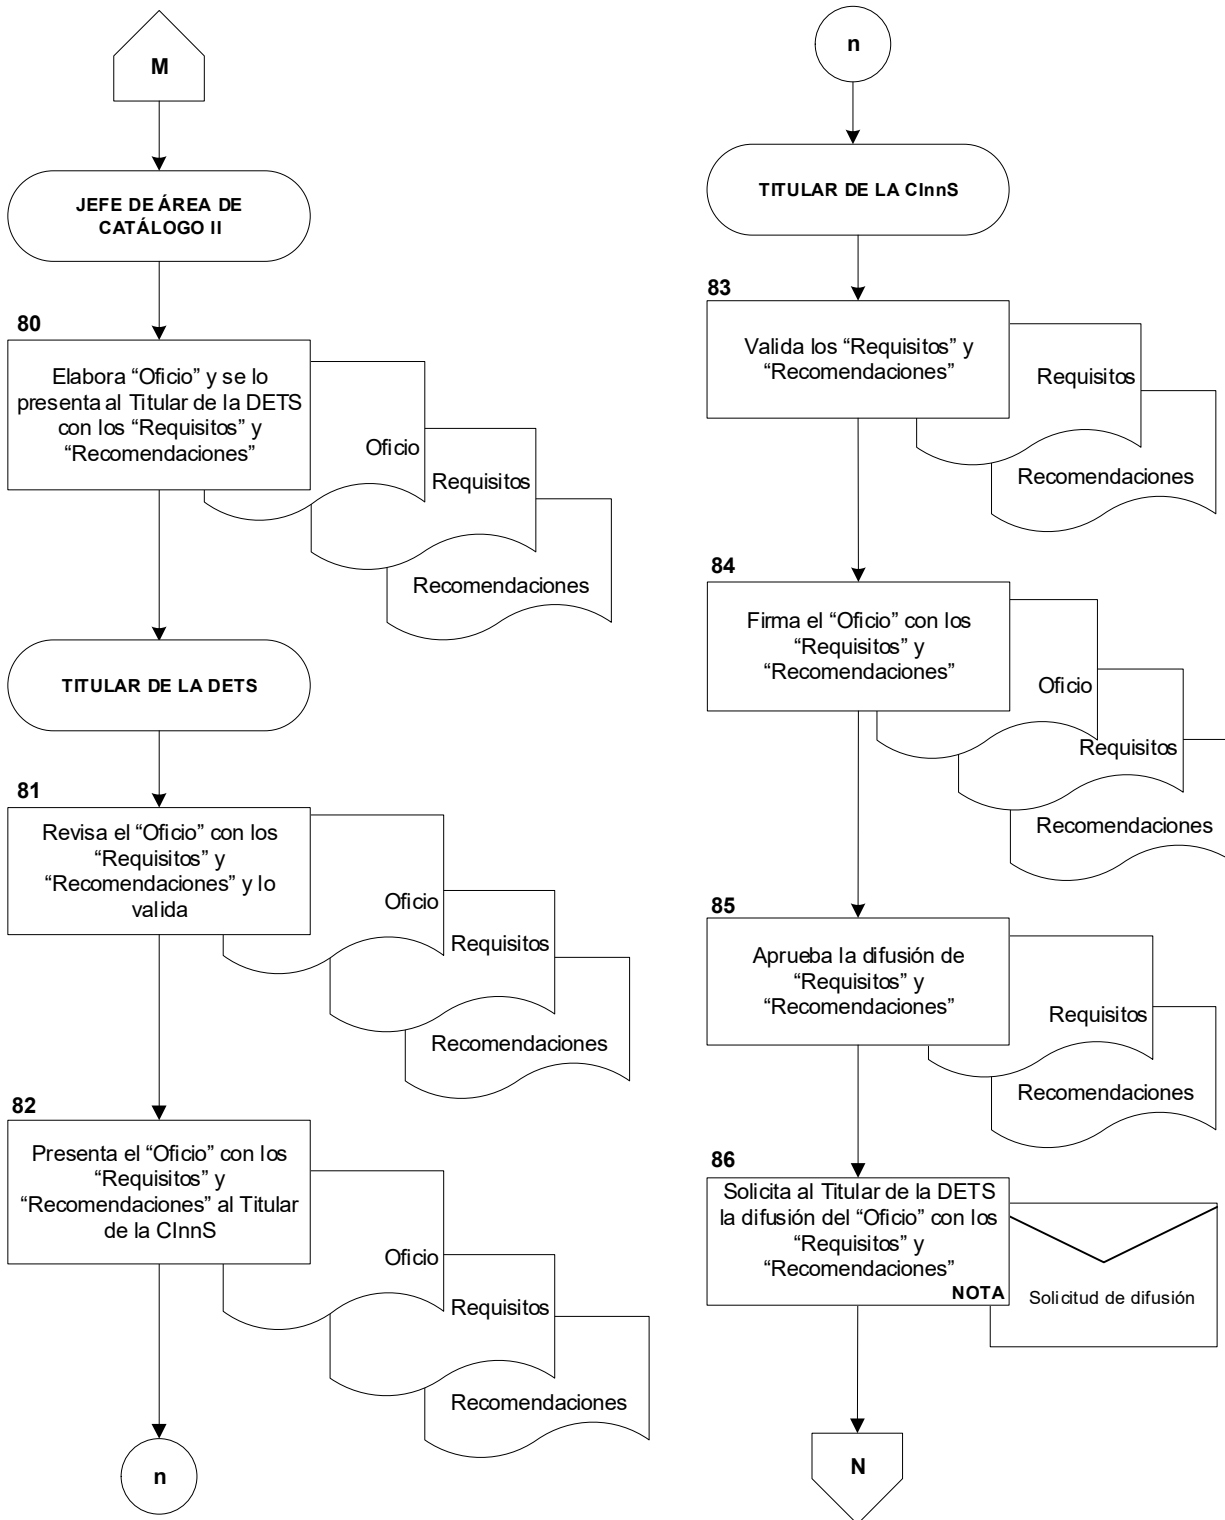 M
JEFE DE ÁREA DE
CATÁLOGO II
80
Elabora “Oficio” y se lo
presenta al Titular de la DETS
con los “Requisitos” y
“Recomendaciones”
Oficio
Requisitos
Recomendaciones
TITULAR DE LA DETS
81
Revisa el “Oficio” con los
“Requisitos” y
“Recomendaciones” y lo
valida
Oficio
Requisitos
Recomendaciones
82
Presenta el “Oficio” con los
“Requisitos” y
“Recomendaciones” al Titular
de la CInnS
Oficio
Requisitos
Recomendaciones
n
n
TITULAR DE LA CInnS
83
Valida los “Requisitos” y
“Recomendaciones”
Requisitos
Recomendaciones
84
Firma el “Oficio” con los
“Requisitos” y
“Recomendaciones”
Oficio
Requisitos
Recomendaciones
85
Aprueba la difusión de
“Requisitos” y
“Recomendaciones”
Requisitos
Recomendaciones
86
Solicita al Titular de la DETS
la difusión del “Oficio” con los
“Requisitos” y
“Recomendaciones”
NOTA
Solicitud de difusión
N